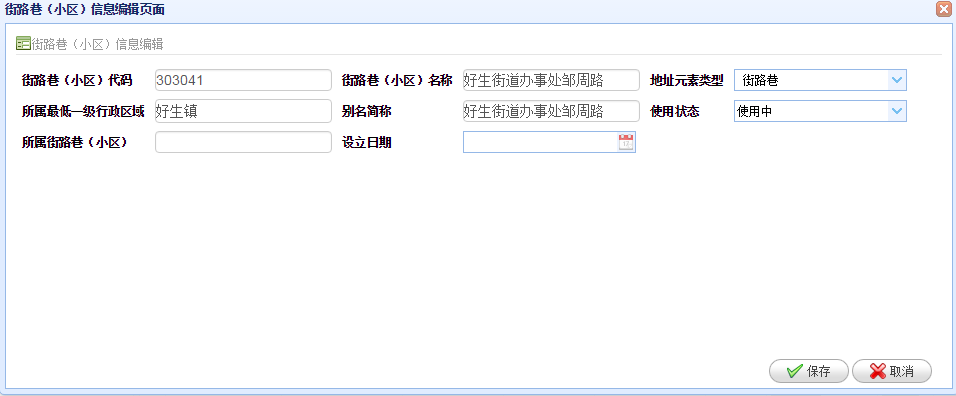 街路巷（小区）信息编辑页面
街路巷（小区）信息编辑
街路巷（小区）代码 303041 街路巷（小区）名称 好生街道办事处邹周路 地址元素类型 街路巷
所属最低一级行政区域 好生镇 别名简称 好生街道办事处邹周路 使用状态 使用中
所属街路巷（小区） 设立日期 17
保存 取消